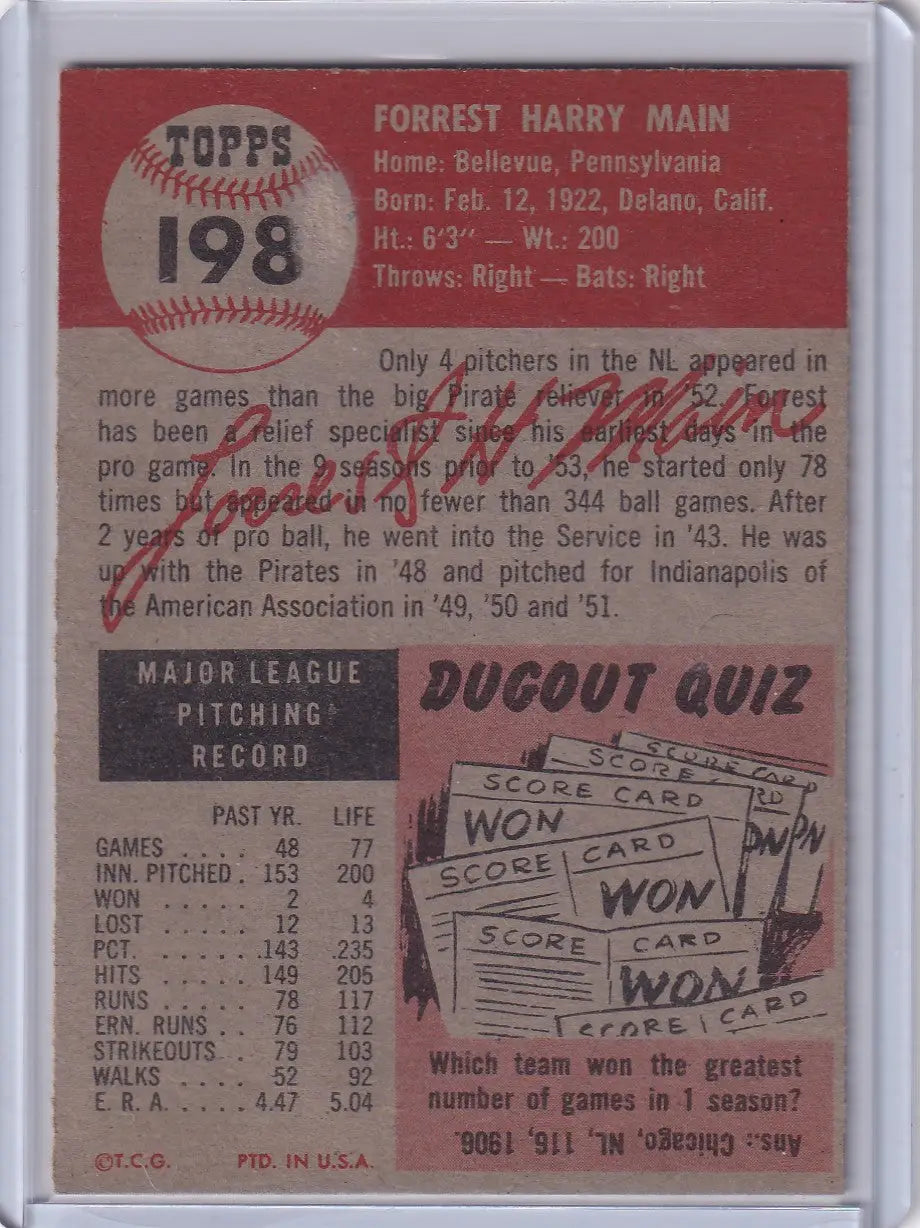 TOPPS
198
FORREST HARRY MAIN
Home: Bellevue, Pennsylvania
Born: Feb. 12, 1922, Delano, Calif.
Ht.: 6'3" — Wt.: 200
Throws: Right — Bats: Right
Only 4 pitchers in the NL appeared in
more games than the big Pirate reliever in '52. Forrest
has been a relief specialist since his earliest days in the
pro game. In the 9 seasons prior to '53, he started only 78
times but appeared in no fewer than 344 ball games. After
2 years of pro ball, he went into the Service in '43. He was
up with the Pirates in '48 and pitched for Indianapolis of
the American Association in '49, '50 and '51.
Forrest H Main
MAJOR LEAGUE
PITCHING
RECORD
PAST YR. LIFE
GAMES .... 48 77
INN. PITCHED . 153 200
WON ..... 2 4
LOST ..... 12 13
PCT. ..... .143 .235
HITS ..... 149 205
RUNS ..... 78 117
ERN. RUNS .. 76 112
STRIKEOUTS .. 79 103
WALKS .... 52 92
E. R. A. .... 4.47 5.04
©T.C.G. PTD. IN U.S.A.
DUGOUT QUIZ
SCORE CARD
SCORE
SCORE CARD
RD
WON
SCORE CARD
WON
SCORE CARD
WON
SCORE CARD
Which team won the greatest
number of games in 1 season?
Ans.: Chicago, NL, 116, 1906.